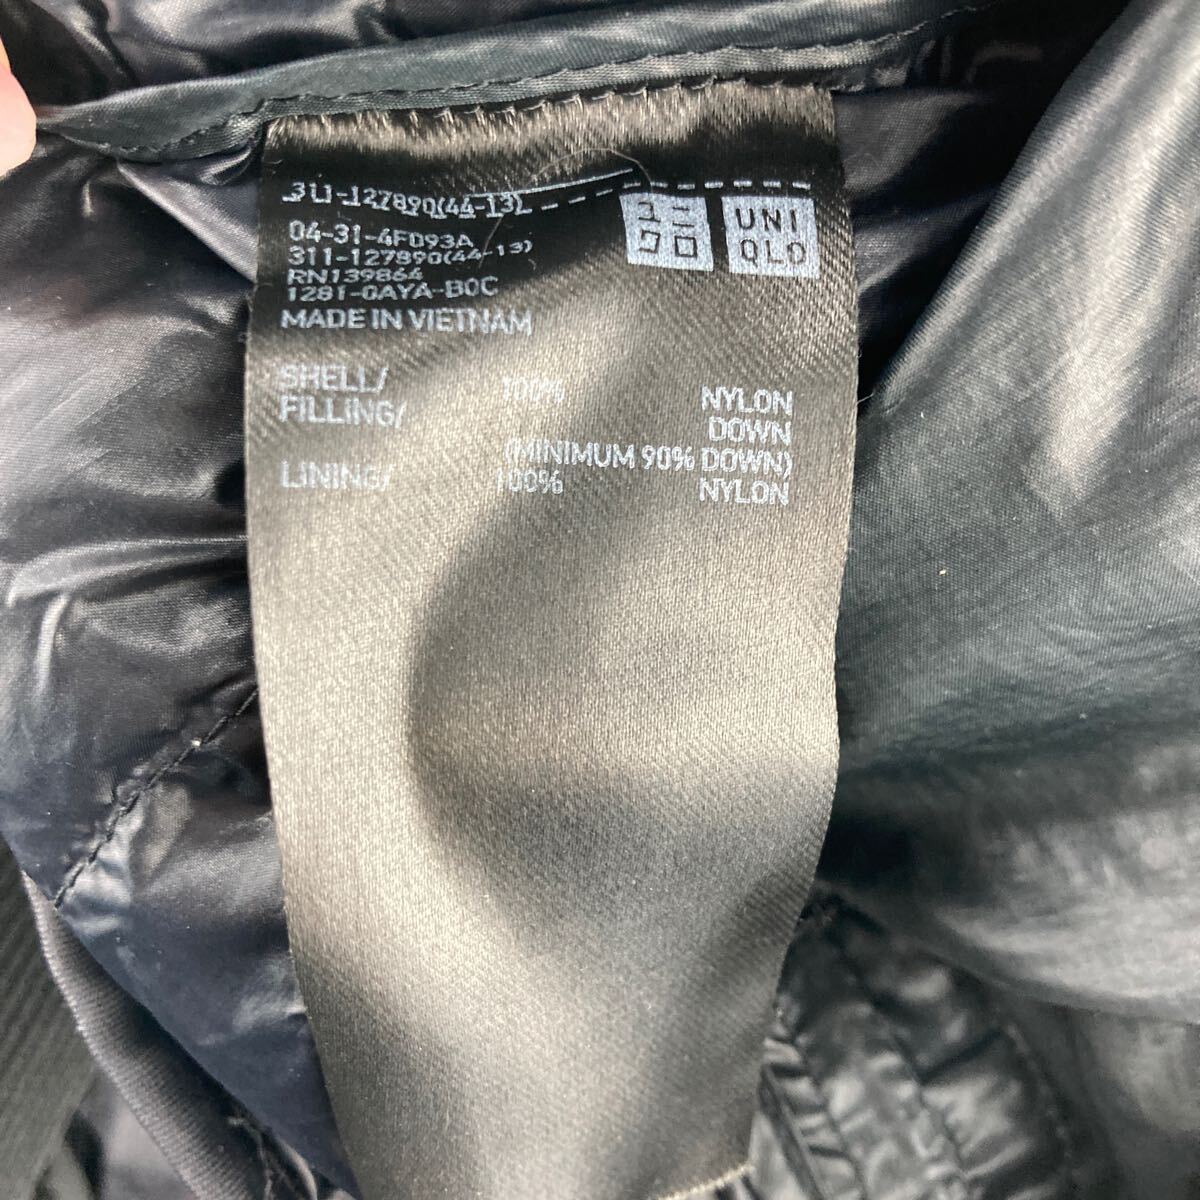 311-127890(44-13)
ユニ
クロ
UNI
QLO
04-31-4F093A
311-127890(44-13)
RN139864
1281-0AYA-B0C
MADE IN VIETNAM
SHELL/ 100% NYLON
FILLING/ DOWN
(MINIMUM 90% DOWN)
LINING/ 100% NYLON